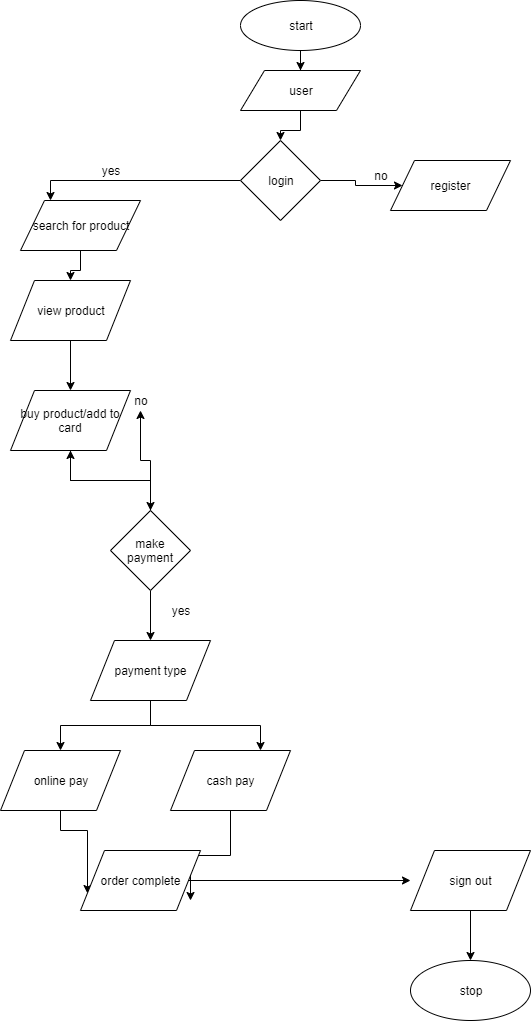 start
user
login
yes
no
register
search for product
view product
buy product/add to
card
no
make
payment
yes
payment type
online pay
cash pay
order complete
sign out
stop